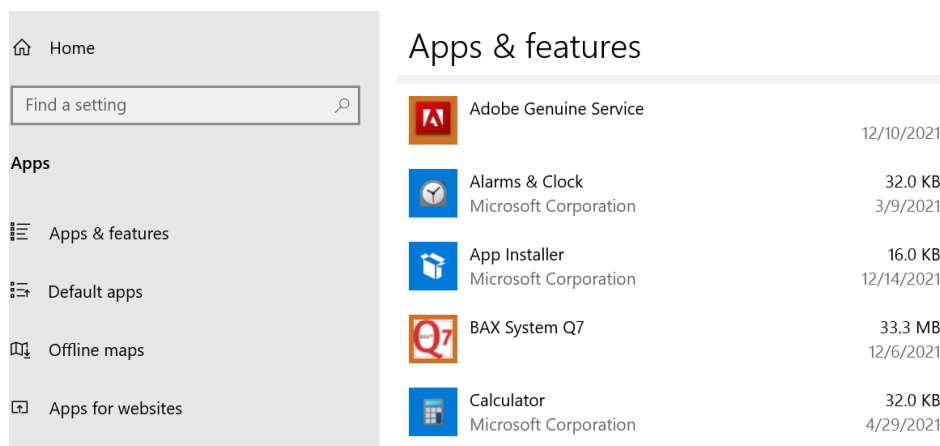 Home
Find a setting
Apps
Apps & features
Default apps
Offline maps
Apps for websites
Apps & features
Adobe Genuine Service
12/10/2021
Alarms & Clock 32.0 KB
Microsoft Corporation 3/9/2021
App Installer 16.0 KB
Microsoft Corporation 12/14/2021
Q7
BAX System Q7 33.3 MB
12/6/2021
Calculator 32.0 KB
Microsoft Corporation 4/29/2021